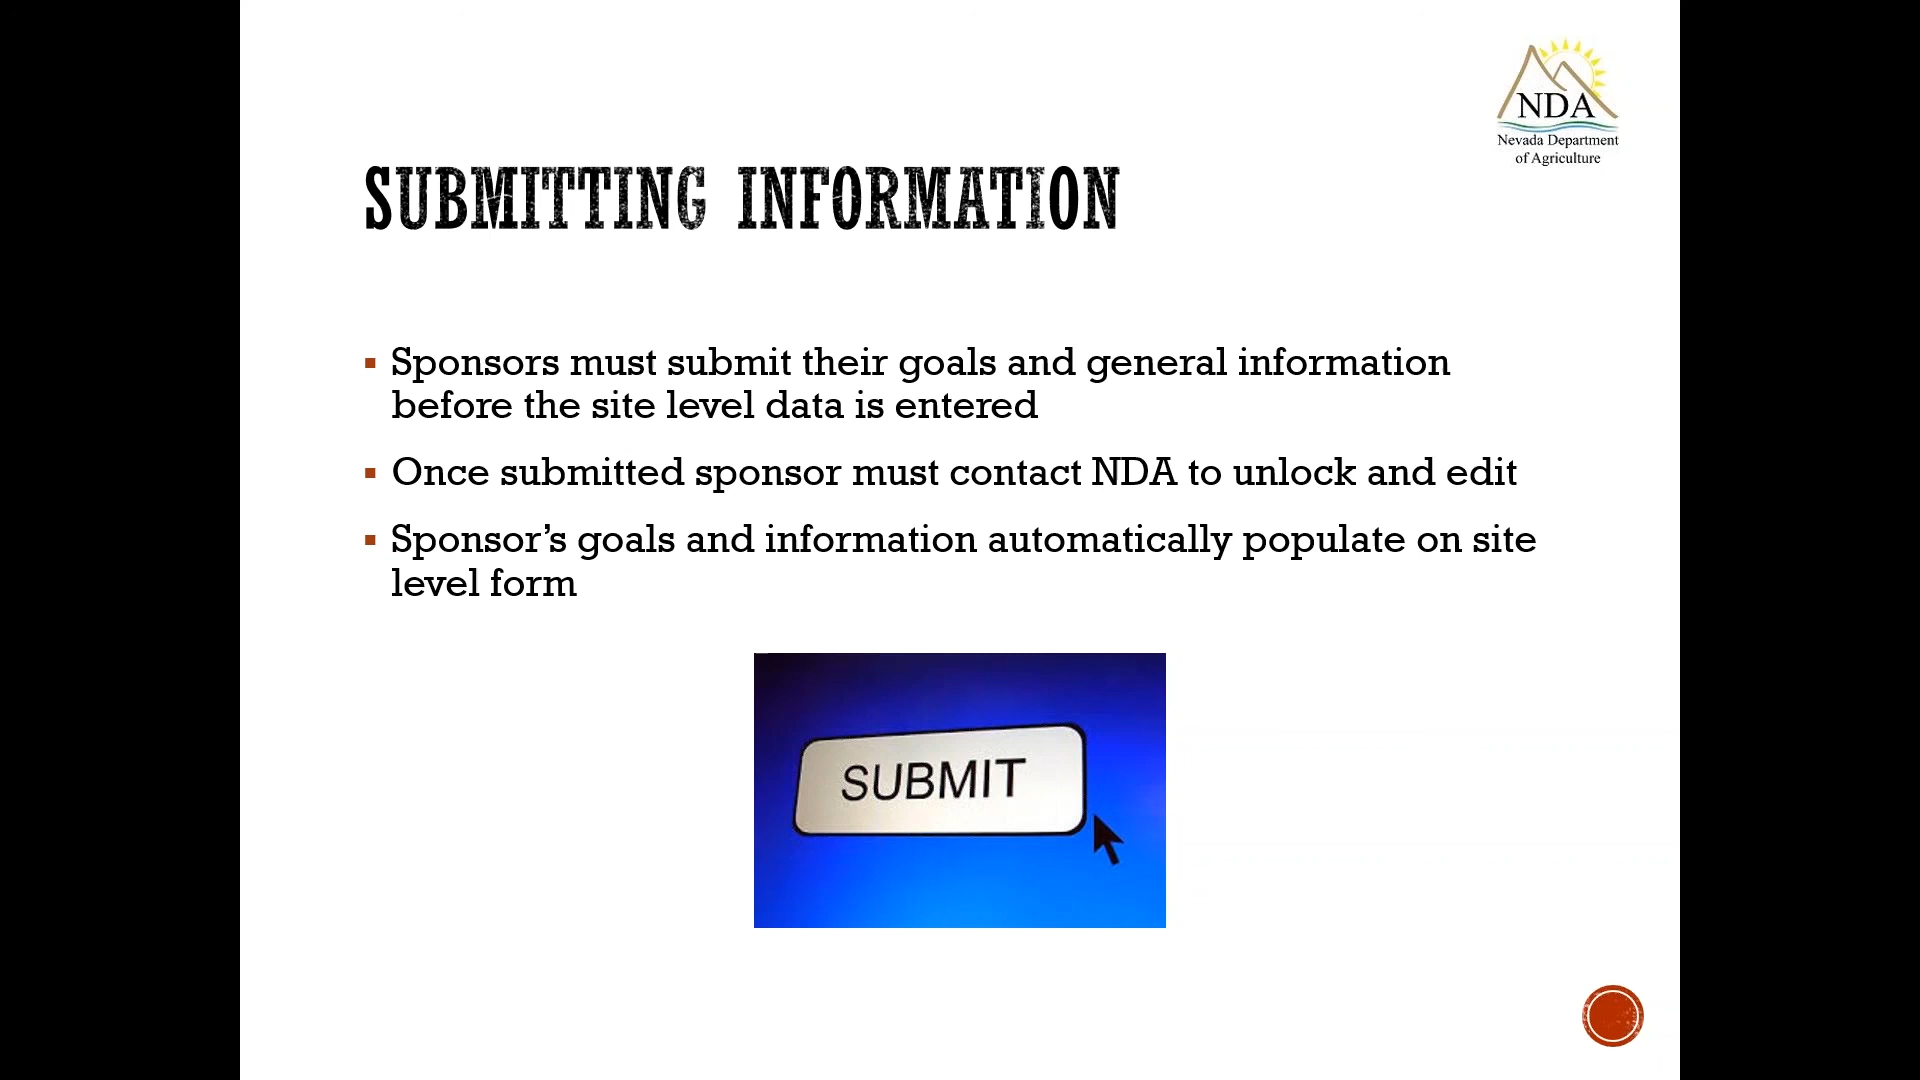 NDA
Nevada Department
of Agriculture
SUBMITTING INFORMATION
Sponsors must submit their goals and general information
before the site level data is entered
Once submitted sponsor must contact NDA to unlock and edit
Sponsor’s goals and information automatically populate on site
level form
SUBMIT